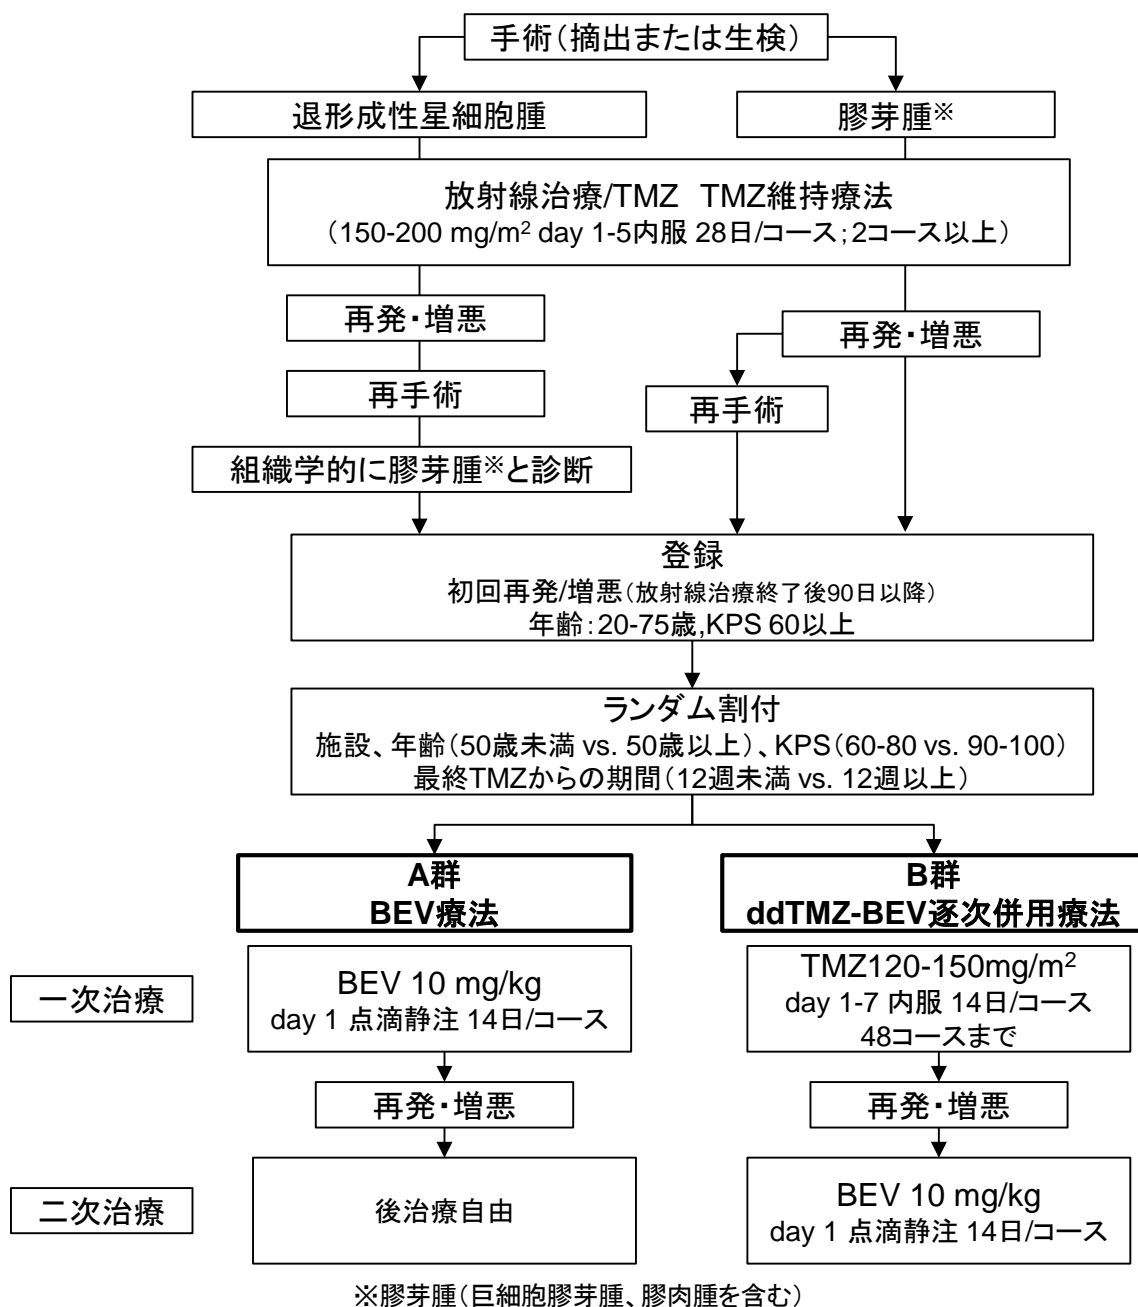 手術(摘出または生検)
退形成性星細胞腫
膠芽腫※
放射線治療/TMZ　TMZ維持療法
(150-200 mg/m² day 1-5内服 28日/コース;2コース以上)
再発・増悪
再発・増悪
再手術
再手術
組織学的に膠芽腫※と診断
登録
初回再発/増悪(放射線治療終了後90日以降)
年齢:20-75歳,KPS 60以上
ランダム割付
施設、年齢(50歳未満 vs. 50歳以上)、KPS(60-80 vs. 90-100)
最終TMZからの期間(12週未満 vs. 12週以上)
A群
BEV療法
B群
ddTMZ-BEV逐次併用療法
一次治療
BEV 10 mg/kg
day 1 点滴静注 14日/コース
TMZ120-150mg/m²
day 1-7 内服 14日/コース
48コースまで
再発・増悪
再発・増悪
二次治療
後治療自由
BEV 10 mg/kg
day 1 点滴静注 14日/コース
※膠芽腫(巨細胞膠芽腫、膠肉腫を含む)